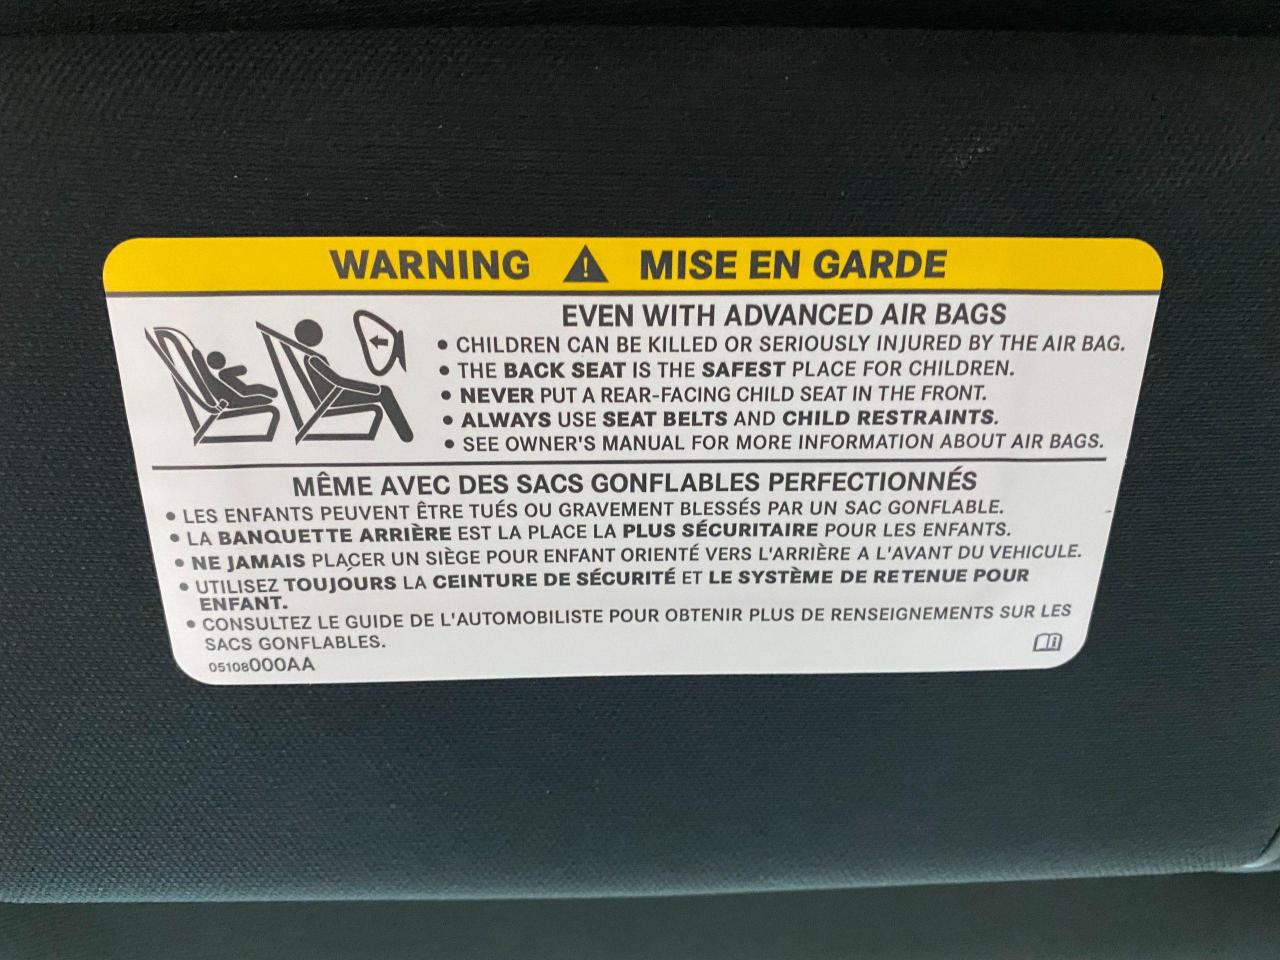 WARNING ⚠ MISE EN GARDE
EVEN WITH ADVANCED AIR BAGS
• CHILDREN CAN BE KILLED OR SERIOUSLY INJURED BY THE AIR BAG.
• THE BACK SEAT IS THE SAFEST PLACE FOR CHILDREN.
• NEVER PUT A REAR-FACING CHILD SEAT IN THE FRONT.
• ALWAYS USE SEAT BELTS AND CHILD RESTRAINTS.
• SEE OWNER'S MANUAL FOR MORE INFORMATION ABOUT AIR BAGS.
MÊME AVEC DES SACS GONFLABLES PERFECTIONNÉS
• LES ENFANTS PEUVENT ÊTRE TUÉS OU GRAVEMENT BLESSÉS PAR UN SAC GONFLABLE.
• LA BANQUETTE ARRIÈRE EST LA PLACE LA PLUS SÉCURITAIRE POUR LES ENFANTS.
• NE JAMAIS PLAÇER UN SIÈGE POUR ENFANT ORIENTÉ VERS L'ARRIÈRE A L'AVANT DU VEHICULE.
• UTILISEZ TOUJOURS LA CEINTURE DE SÉCURITÉ ET LE SYSTÈME DE RETENUE POUR
ENFANT.
• CONSULTEZ LE GUIDE DE L'AUTOMOBILISTE POUR OBTENIR PLUS DE RENSEIGNEMENTS SUR LES
SACS GONFLABLES.
05108000AA